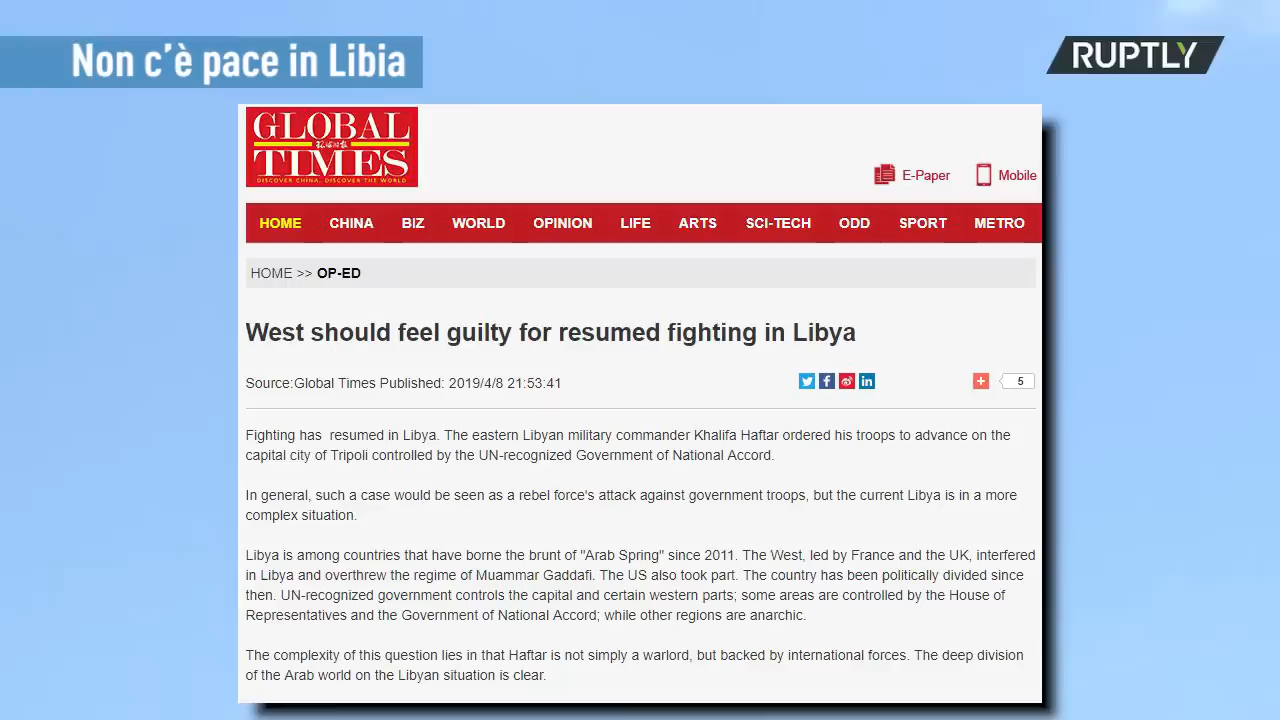 Non c'è pace in Libia
RUPTLY
GLOBAL
环球时报
TIMES
DISCOVER CHINA, DISCOVER THE WORLD
E-Paper Mobile
HOME CHINA BIZ WORLD OPINION LIFE ARTS SCI-TECH ODD SPORT METRO
HOME >> OP-ED
West should feel guilty for resumed fighting in Libya
Source:Global Times Published: 2019/4/8 21:53:41
5
Fighting has  resumed in Libya. The eastern Libyan military commander Khalifa Haftar ordered his troops to advance on the
capital city of Tripoli controlled by the UN-recognized Government of National Accord.
In general, such a case would be seen as a rebel force's attack against government troops, but the current Libya is in a more
complex situation.
Libya is among countries that have borne the brunt of "Arab Spring" since 2011. The West, led by France and the UK, interfered
in Libya and overthrew the regime of Muammar Gaddafi. The US also took part. The country has been politically divided since
then. UN-recognized government controls the capital and certain western parts; some areas are controlled by the House of
Representatives and the Government of National Accord; while other regions are anarchic.
The complexity of this question lies in that Haftar is not simply a warlord, but backed by international forces. The deep division
of the Arab world on the Libyan situation is clear.